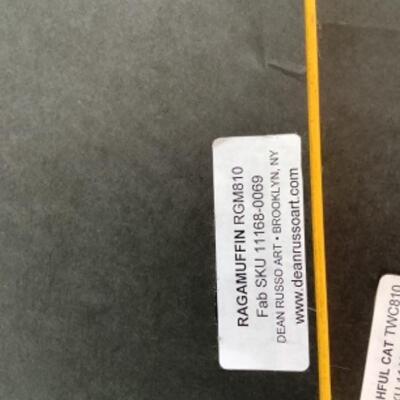 RAGAMUFFIN RGM810
Fab SKU 11168-0069
DEAN RUSSO ART • BROOKLYN, NY
www.deanrussoart.com
HFUL CAT TWC810